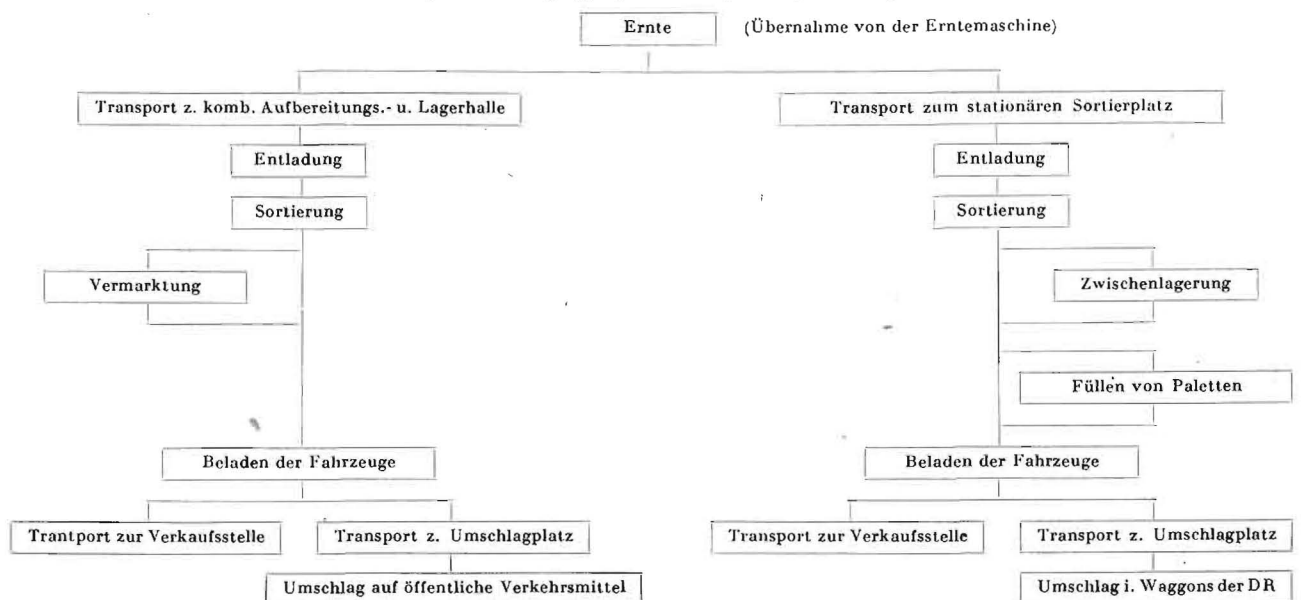 Ernte (Übernahme von der Erntemaschine)
Transport z. komb. Aufbereitungs.- u. Lagerhalle
Transport zum stationären Sortierplatz
Entladung
Entladung
Sortierung
Sortierung
Vermarktung
Zwischenlagerung
Füllen von Paletten
Beladen der Fahrzeuge
Beladen der Fahrzeuge
Trantport zur Verkaufsstelle
Transport z. Umschlagplatz
Transport zur Verkaufsstelle
Transport z. Umschlagplatz
Umschlag auf öffentliche Verkehrsmittel
Umschlag i. Waggons der DR